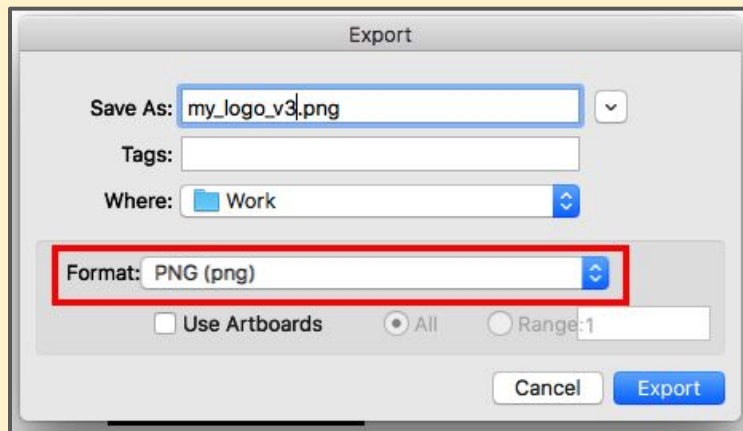 Export
Save As: my_logo_v3.png
Tags:
Where: Work
Format: PNG (png)
Use Artboards All Range: 1
Cancel Export